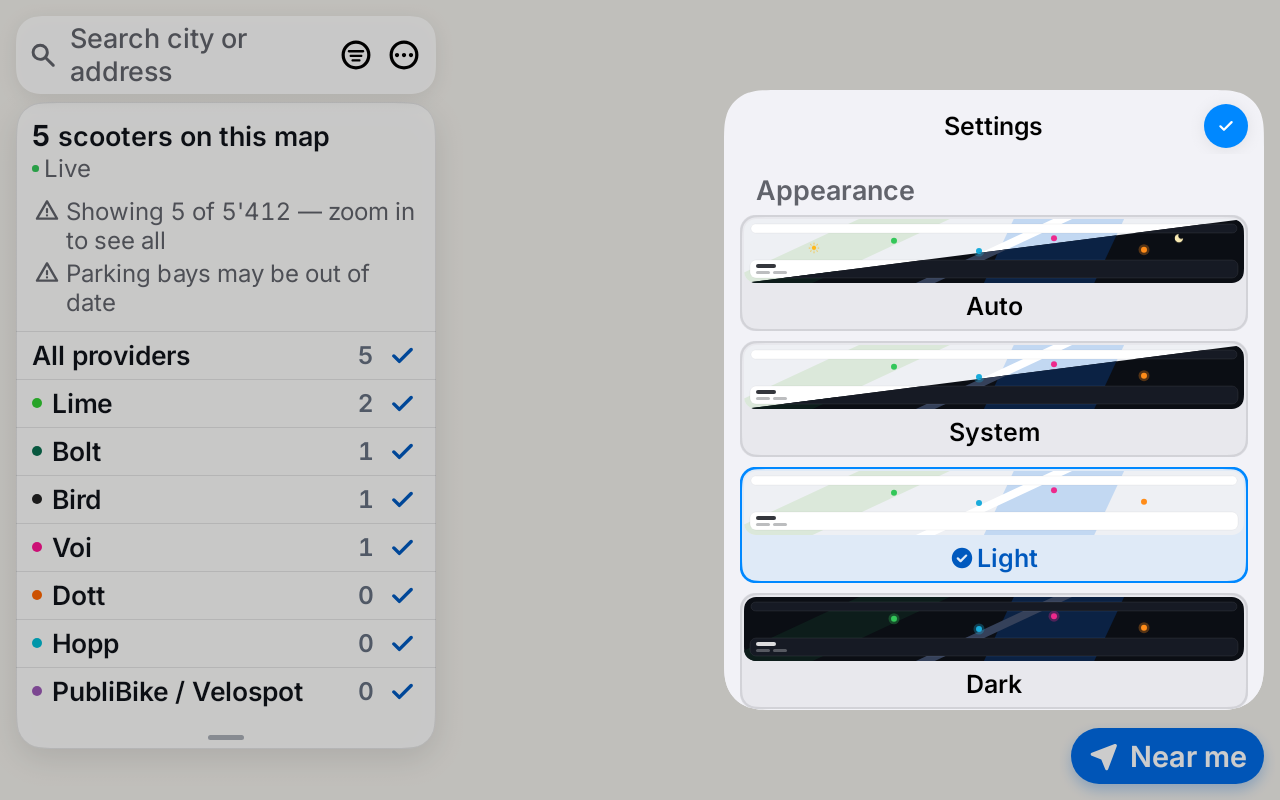 Search city or
address
5 scooters on this map
Live
Showing 5 of 5'412 — zoom in
to see all
Parking bays may be out of
date
All providers 5
Lime 2
Bolt 1
Bird 1
Voi 1
Dott 0
Hopp 0
PubliBike / Velospot 0
Settings
Appearance
Auto
System
Light
Dark
Near me